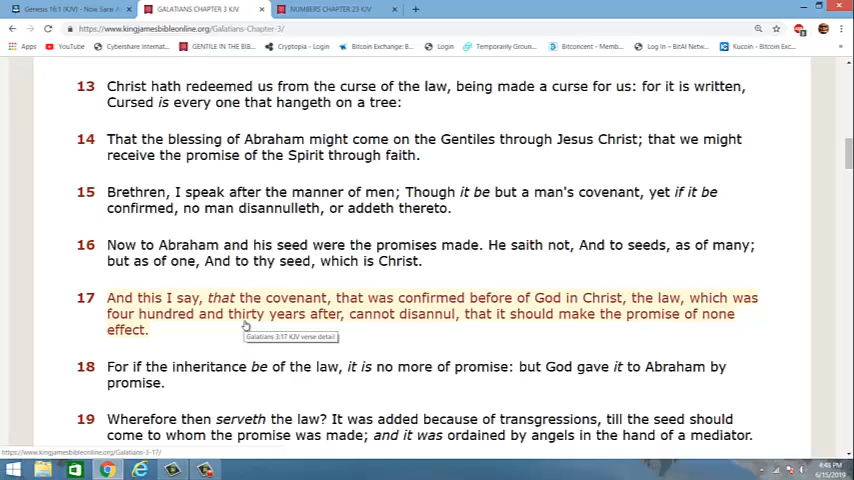 Genesis 16:1 (KJV) - Now Sarai A
GALATIANS CHAPTER 3 KJV
NUMBERS CHAPTER 23 KJV
https://www.kingjamesbibleonline.org/Galatians-Chapter-3/
Apps
YouTube
Cybershare Internat...
GENTILE IN THE BIB...
Cryptopia - Login
Bitcoin Exchange: B...
Login
Temporarily Groun...
Bitconcent - Member...
Log In – BitAI Netw...
Kucoin - Bitcoin Exc...
13 Christ hath redeemed us from the curse of the law, being made a curse for us: for it is written,
Cursed is every one that hangeth on a tree:
14 That the blessing of Abraham might come on the Gentiles through Jesus Christ; that we might
receive the promise of the Spirit through faith.
15 Brethren, I speak after the manner of men; Though it be but a man's covenant, yet if it be
confirmed, no man disannulleth, or addeth thereto.
16 Now to Abraham and his seed were the promises made. He saith not, And to seeds, as of many;
but as of one, And to thy seed, which is Christ.
17 And this I say, that the covenant, that was confirmed before of God in Christ, the law, which was
four hundred and thirty years after, cannot disannul, that it should make the promise of none
effect.
Galatians 3:17 KJV verse detail
18 For if the inheritance be of the law, it is no more of promise: but God gave it to Abraham by
promise.
19 Wherefore then serveth the law? It was added because of transgressions, till the seed should
come to whom the promise was made; and it was ordained by angels in the hand of a mediator.
https://www.kingjamesbibleonline.org/Galatians-3-17/
4:48 PM
6/15/2019